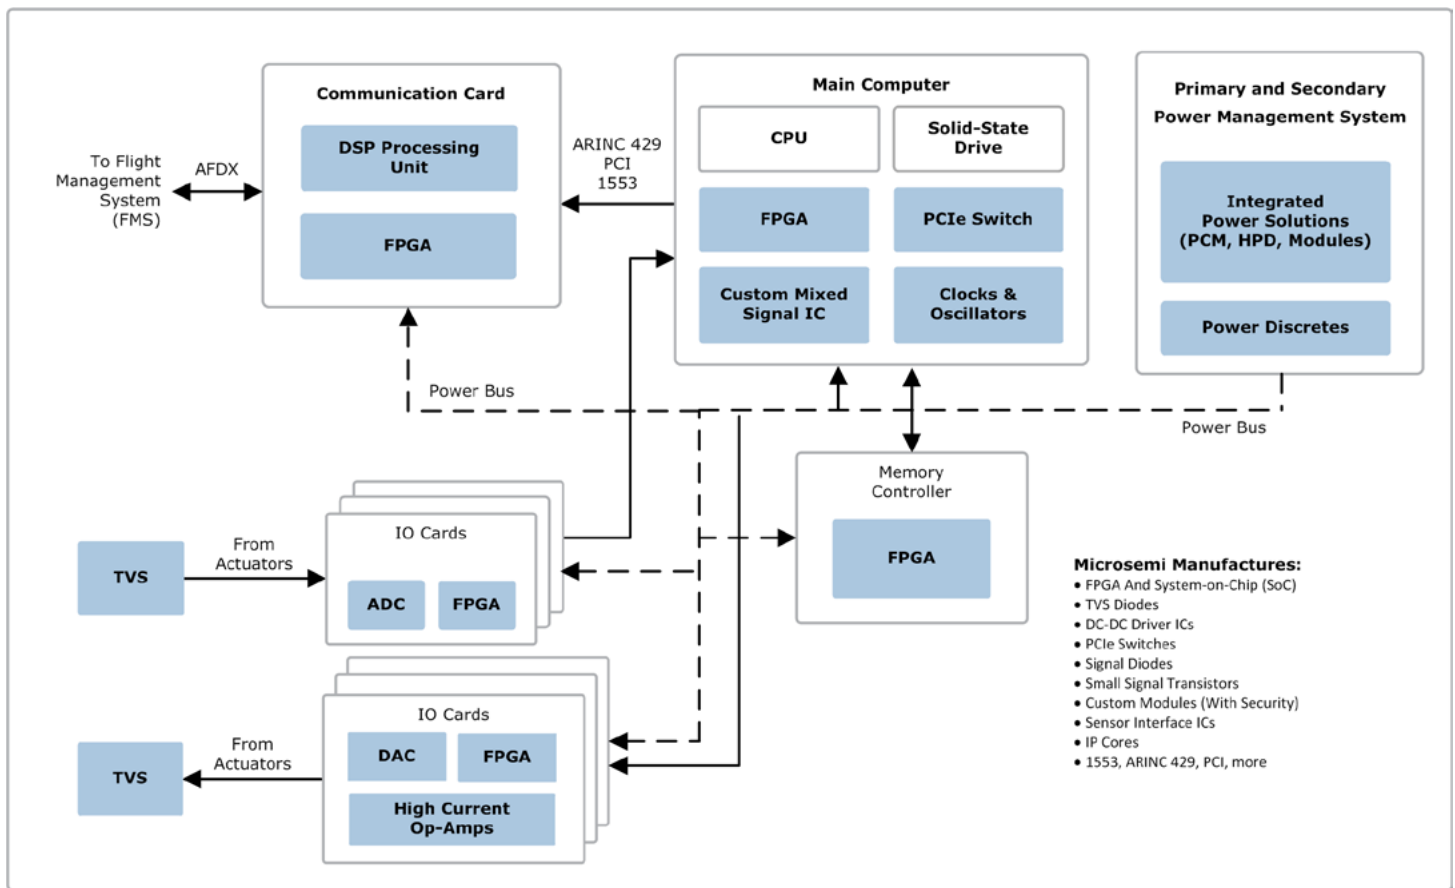 Communication Card
DSP Processing
Unit
FPGA
To Flight
Management
System
(FMS)
AFDX
ARINC 429
PCI
1553
Main Computer
CPU
Solid-State
Drive
FPGA
PCIe Switch
Custom Mixed
Signal IC
Clocks &
Oscillators
Primary and Secondary
Power Management System
Integrated
Power Solutions
(PCM, HPD, Modules)
Power Discretes
Power Bus
Power Bus
Memory
Controller
FPGA
TVS
From
Actuators
IO Cards
ADC
FPGA
TVS
From
Actuators
IO Cards
DAC
FPGA
High Current
Op-Amps
Microsemi Manufactures:
• FPGA And System-on-Chip (SoC)
• TVS Diodes
• DC-DC Driver ICs
• PCIe Switches
• Signal Diodes
• Small Signal Transistors
• Custom Modules (With Security)
• Sensor Interface ICs
• IP Cores
• 1553, ARINC 429, PCI, more